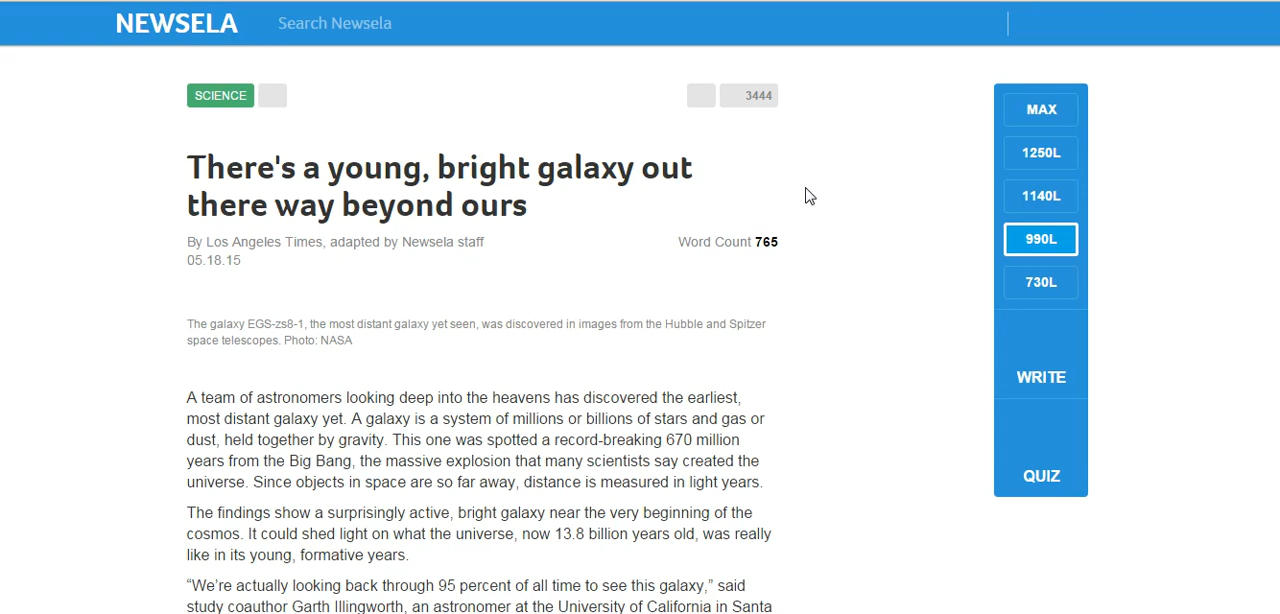 NEWSELA Search Newsela
SCIENCE 3444
There's a young, bright galaxy out
there way beyond ours
By Los Angeles Times, adapted by Newsela staff Word Count 765
05.18.15
The galaxy EGS-zs8-1, the most distant galaxy yet seen, was discovered in images from the Hubble and Spitzer
space telescopes. Photo: NASA
A team of astronomers looking deep into the heavens has discovered the earliest,
most distant galaxy yet. A galaxy is a system of millions or billions of stars and gas or
dust, held together by gravity. This one was spotted a record-breaking 670 million
years from the Big Bang, the massive explosion that many scientists say created the
universe. Since objects in space are so far away, distance is measured in light years.
The findings show a surprisingly active, bright galaxy near the very beginning of the
cosmos. It could shed light on what the universe, now 13.8 billion years old, was really
like in its young, formative years.
“We’re actually looking back through 95 percent of all time to see this galaxy,” said
study coauthor Garth Illingworth, an astronomer at the University of California in Santa
MAX
1250L
1140L
990L
730L
WRITE
QUIZ